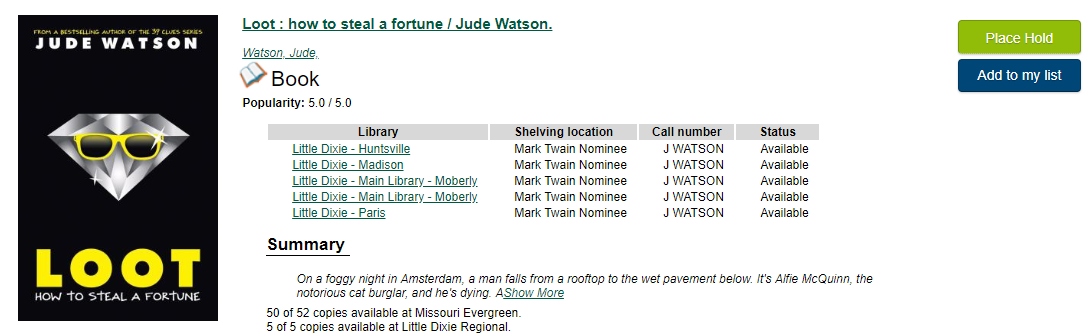 FROM A BESTSELLING AUTHOR OF THE 39 CLUES SERIES
JUDE WATSON
LOOT
HOW TO STEAL A FORTUNE
Loot : how to steal a fortune / Jude Watson.
Watson, Jude,
Book
Popularity: 5.0 / 5.0
Library Shelving location Call number Status
Little Dixie - Huntsville Mark Twain Nominee J WATSON Available
Little Dixie - Madison Mark Twain Nominee J WATSON Available
Little Dixie - Main Library - Moberly Mark Twain Nominee J WATSON Available
Little Dixie - Main Library - Moberly Mark Twain Nominee J WATSON Available
Little Dixie - Paris Mark Twain Nominee J WATSON Available
Summary
On a foggy night in Amsterdam, a man falls from a rooftop to the wet pavement below. It's Alfie McQuinn, the
notorious cat burglar, and he's dying. AShow More
50 of 52 copies available at Missouri Evergreen.
5 of 5 copies available at Little Dixie Regional.
Place Hold
Add to my list